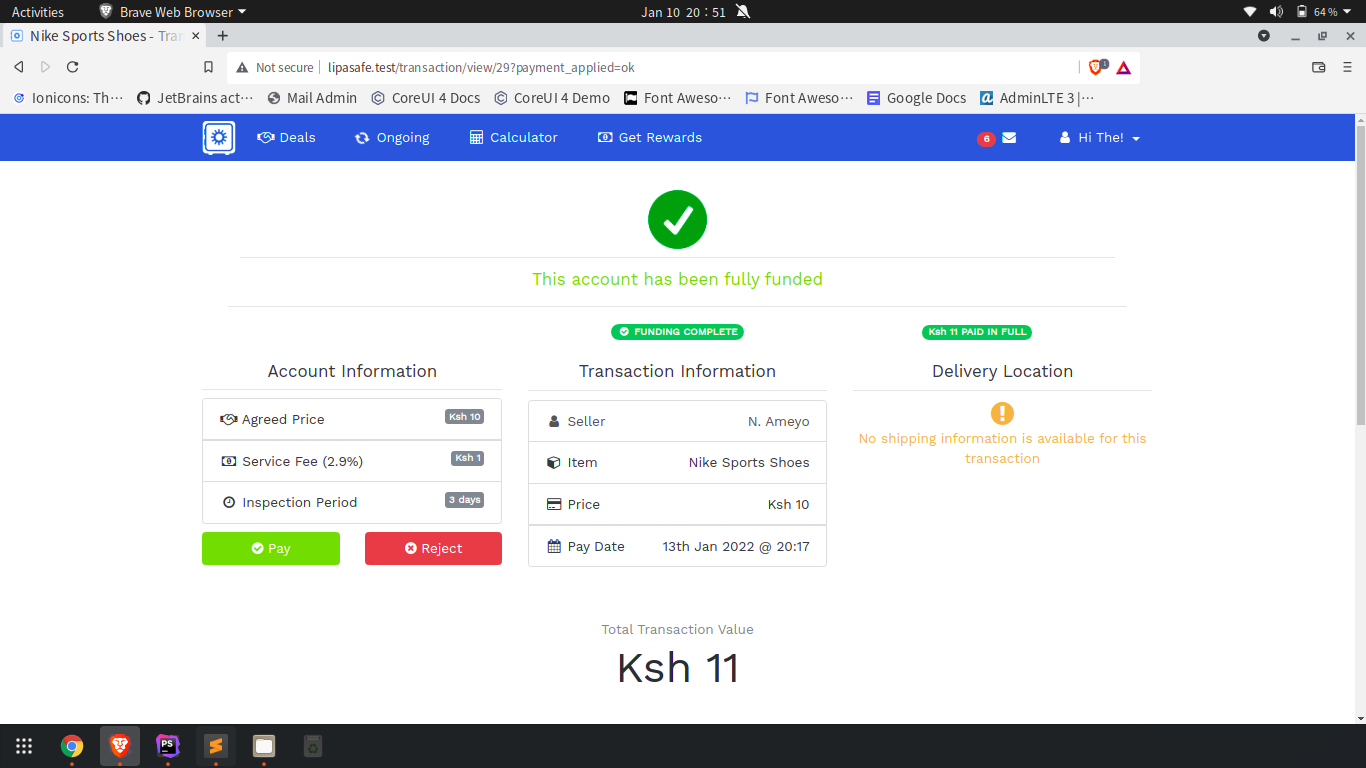 Activities
Brave Web Browser
Jan 10 20:51
64 %
Nike Sports Shoes - Tran
Not secure
lipasafe.test/transaction/view/29?payment_applied=ok
1
Ionicons: Th···
JetBrains act···
Mail Admin
CoreUI 4 Docs
CoreUI 4 Demo
Font Aweso···
Font Aweso···
Google Docs
AdminLTE 3 |···
Deals
Ongoing
Calculator
Get Rewards
6
Hi The!
This account has been fully funded
FUNDING COMPLETE
Ksh 11 PAID IN FULL
Account Information
Agreed Price
Ksh 10
Service Fee (2.9%)
Ksh 1
Inspection Period
3 days
Pay
Reject
Transaction Information
Seller
N. Ameyo
Item
Nike Sports Shoes
Price
Ksh 10
Pay Date
13th Jan 2022 @ 20:17
Delivery Location
No shipping information is available for this
transaction
Total Transaction Value
Ksh 11
PS